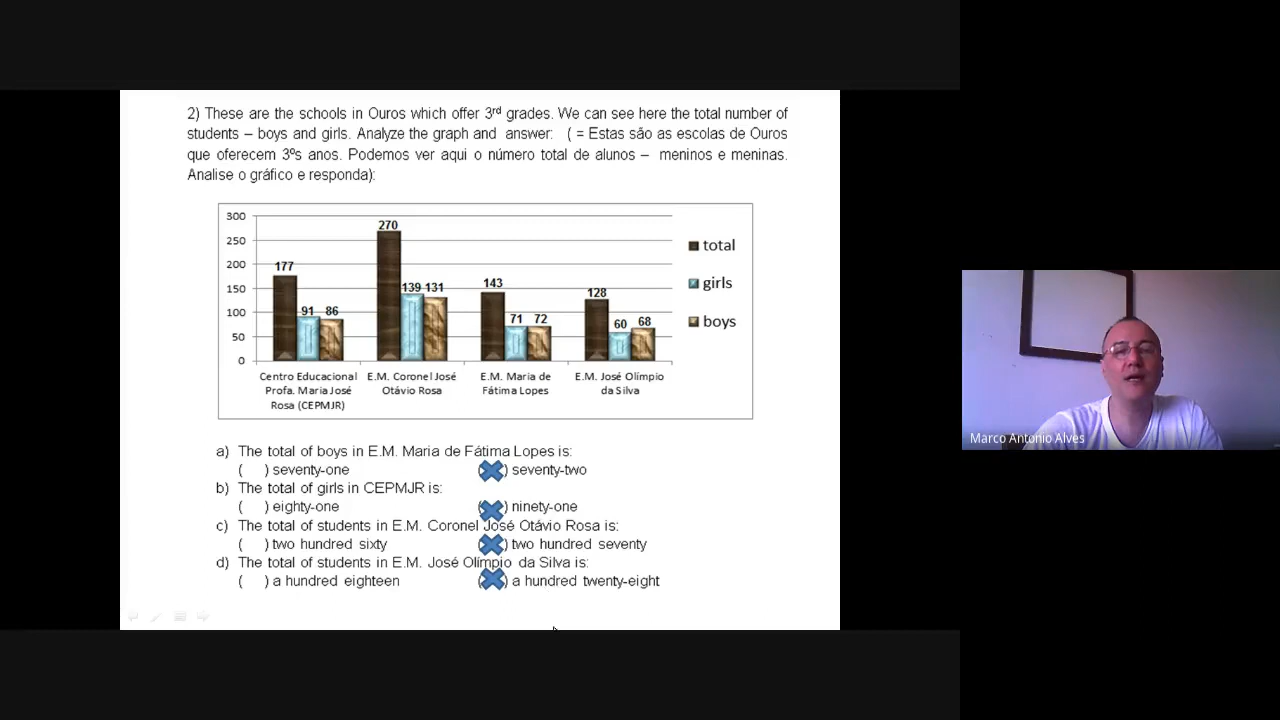 2) These are the schools in Ouros which offer 3rd grades. We can see here the total number of
students – boys and girls. Analyze the graph and answer: ( = Estas são as escolas de Ouros
que oferecem 3ºs anos. Podemos ver aqui o número total de alunos – meninos e meninas.
Analise o gráfico e responda):
300
250
200
150
100
50
0
177
91
86
270
139
131
143
71
72
128
60
68
total
girls
boys
Centro Educacional
Profa. Maria José
Rosa (CEPMJR)
E.M. Coronel José
Otávio Rosa
E.M. Maria de
Fátima Lopes
E.M. José Olímpio
da Silva
a) The total of boys in E.M. Maria de Fátima Lopes is:
( ) seventy-one ( ) seventy-two
b) The total of girls in CEPMJR is:
( ) eighty-one ( ) ninety-one
c) The total of students in E.M. Coronel José Otávio Rosa is:
( ) two hundred sixty ( ) two hundred seventy
d) The total of students in E.M. José Olímpio da Silva is:
( ) a hundred eighteen ( ) a hundred twenty-eight
Marco Antonio Alves